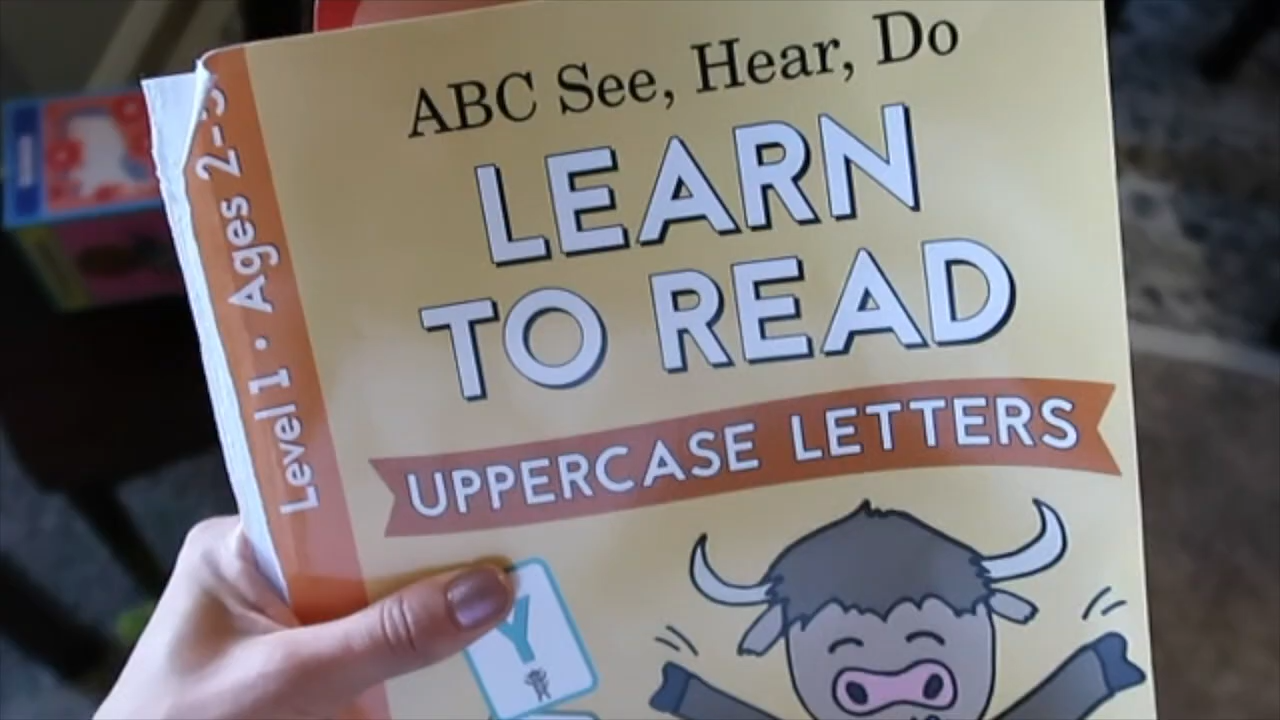 ABC See, Hear, Do
LEARN
TO READ
UPPERCASE LETTERS
Level 1 · Ages 2-5
Y